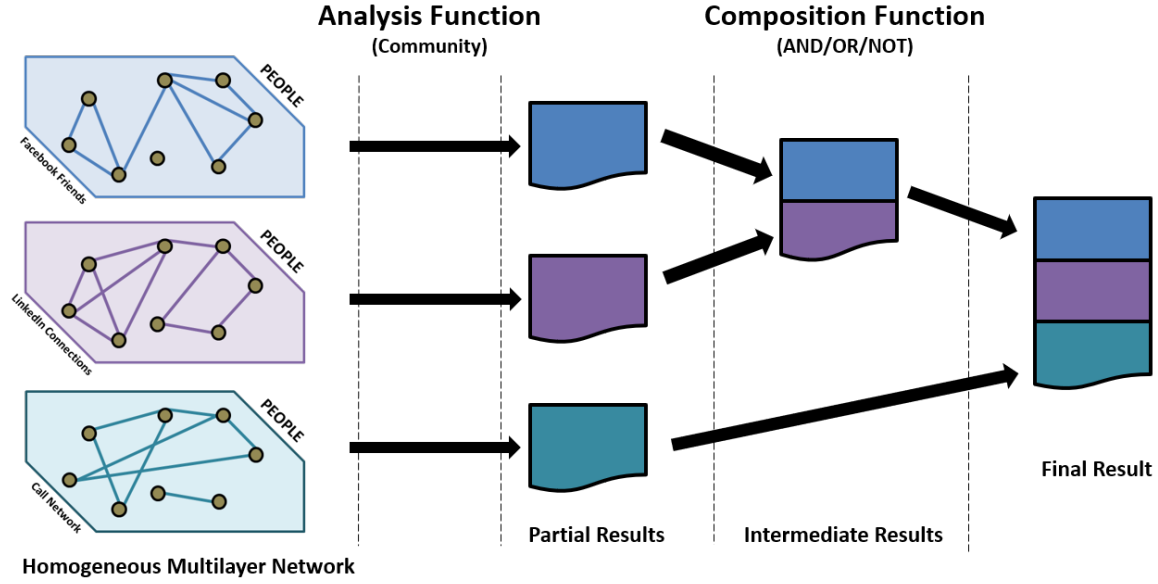 Analysis Function
(Community)
Composition Function
(AND/OR/NOT)
PEOPLE
Facebook Friends
PEOPLE
LinkedIn Connections
PEOPLE
Call Network
Final Result
Partial Results
Intermediate Results
Homogeneous Multilayer Network